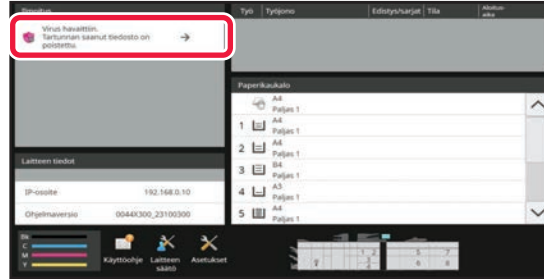 Ilmoitus
Virus havaittiin.
Tartunnan saanut tiedosto on
poistettu.
Työ
Työjono
Edistys/sarjat
Tila
Aloitus-
aika
Paperikaukalo
A4
Paljas 1
1
A4
Paljas 1
2
A4
Paljas 1
3
B4
Paljas 1
4
A3
Paljas 1
5
A4
Paljas 1
Laitteen tiedot
IP-osoite 192.168.0.10
Ohjelmaversio 0044X300_23100300
Bk
C
M
Y
Käyttöohje
Laitteen
säätö
Asetukset